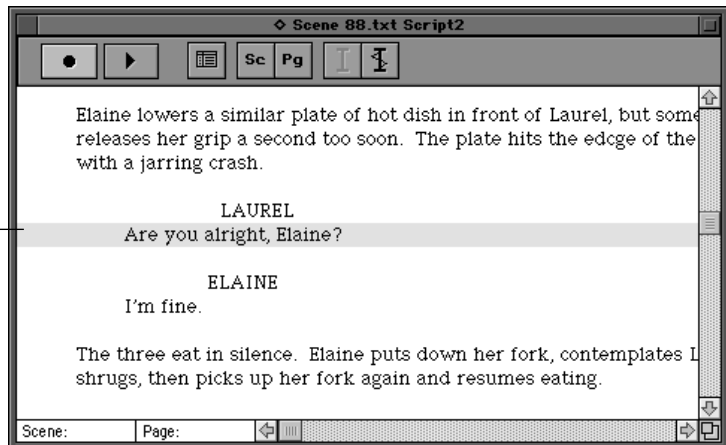 ◇ Scene 88.txt Script2
Sc Pg
Elaine lowers a similar plate of hot dish in front of Laurel, but some
releases her grip a second too soon. The plate hits the edcge of the
with a jarring crash.
LAUREL
Are you alright, Elaine?
ELAINE
I'm fine.
The three eat in silence. Elaine puts down her fork, contemplates L
shrugs, then picks up her fork again and resumes eating.
Scene: Page: